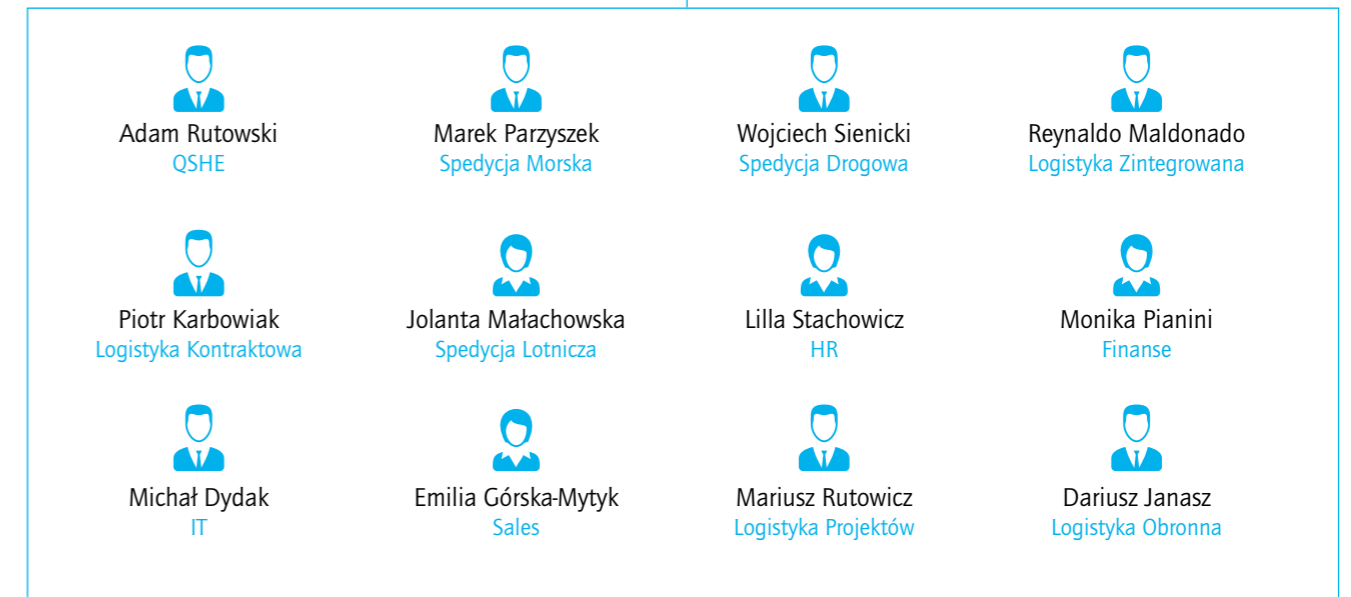 Adam Rutowski
QSHE
Marek Parzyszek
Spedycja Morska
Wojciech Sienicki
Spedycja Drogowa
Reynaldo Maldonado
Logistyka Zintegrowana
Piotr Karbowiak
Logistyka Kontraktowa
Jolanta Małachowska
Spedycja Lotnicza
Lilla Stachowicz
HR
Monika Pianini
Finanse
Michał Dydak
IT
Emilia Górska-Mytyk
Sales
Mariusz Rutowicz
Logistyka Projektów
Dariusz Janasz
Logistyka Obronna